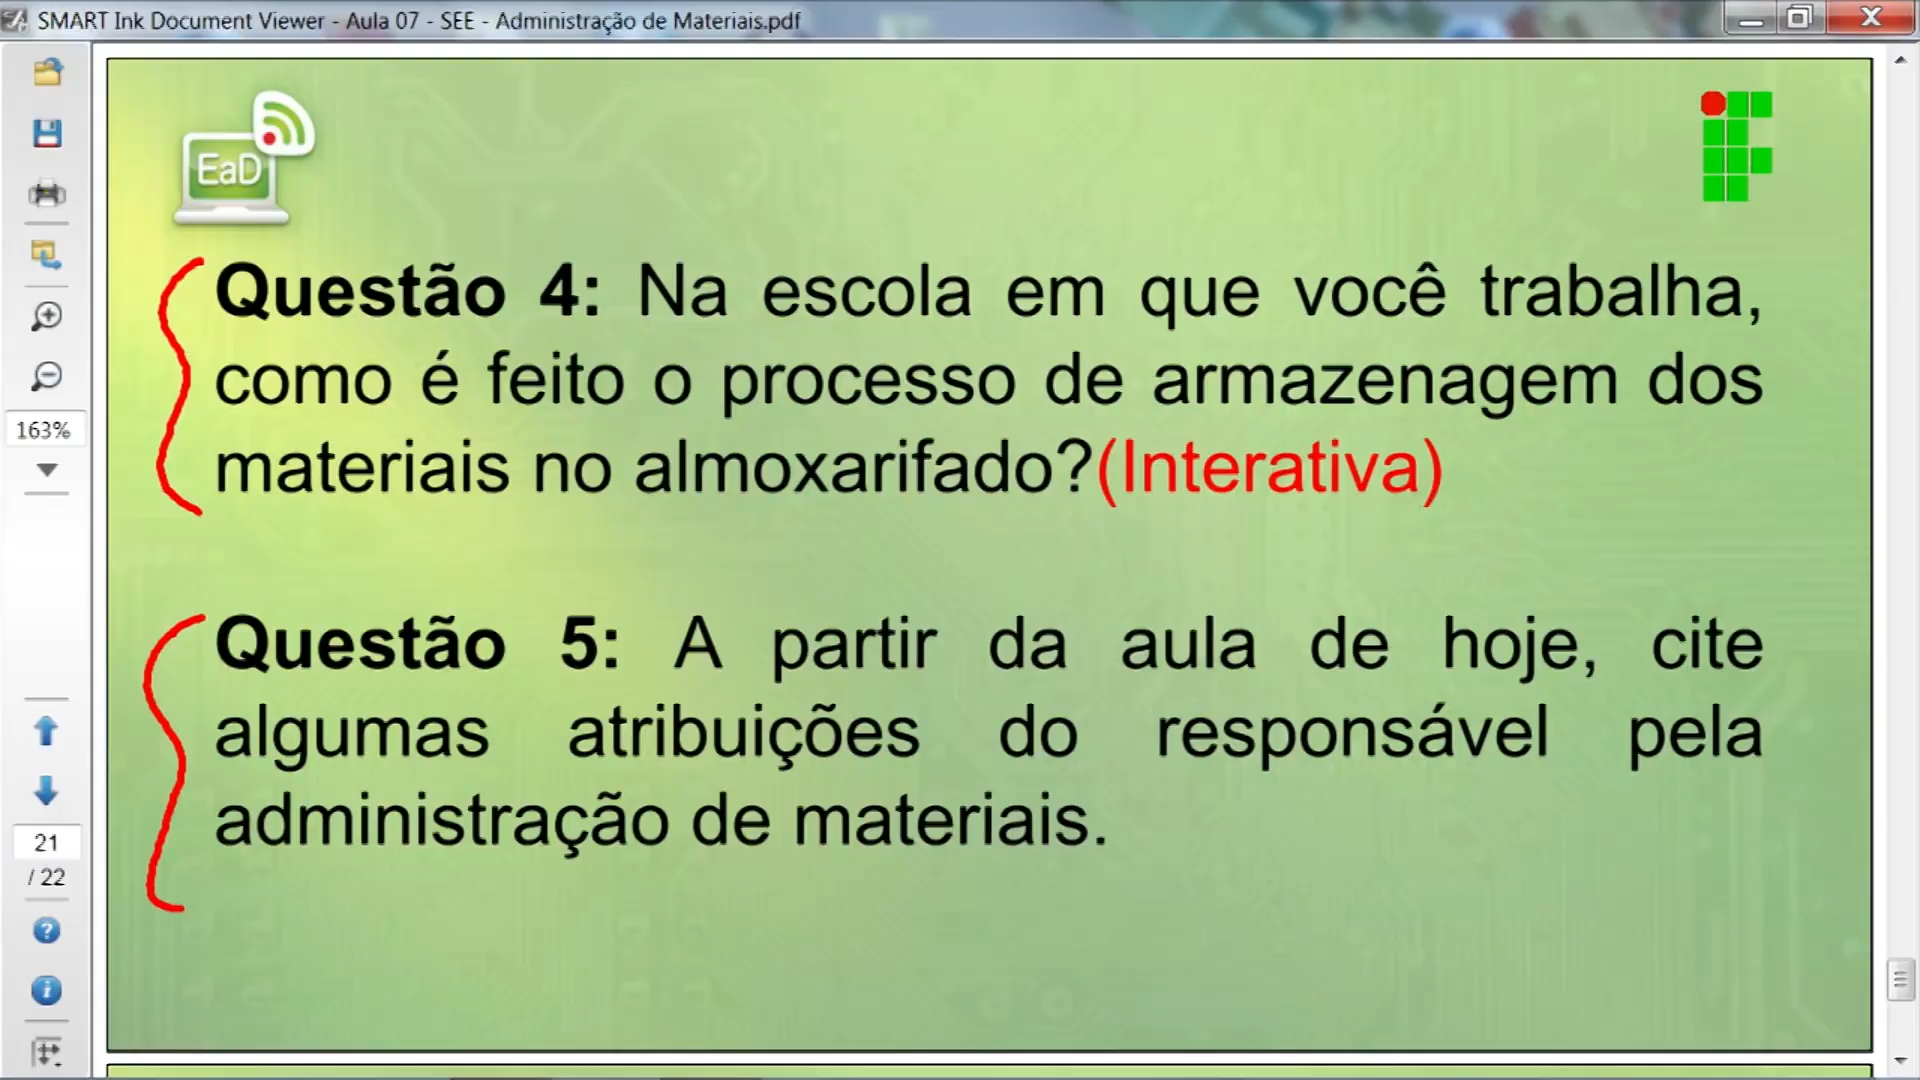 SMART Ink Document Viewer - Aula 07 - SEE - Administração de Materiais.pdf
EaD
Questão 4: Na escola em que você trabalha,
como é feito o processo de armazenagem dos
materiais no almoxarifado?(Interativa)
163%
Questão 5: A partir da aula de hoje, cite
algumas atribuições do responsável pela
administração de materiais.
21
/ 22